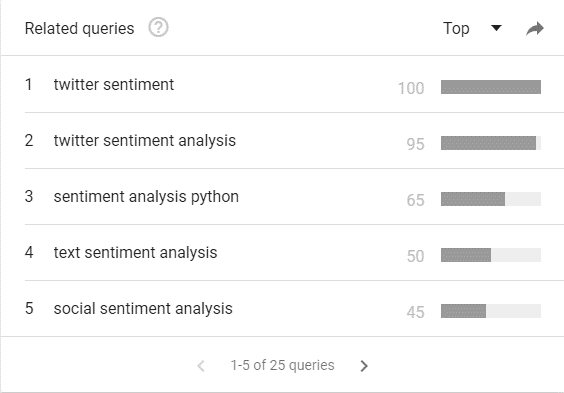 Related queries ? Top
1 twitter sentiment 100
2 twitter sentiment analysis 95
3 sentiment analysis python 65
4 text sentiment analysis 50
5 social sentiment analysis 45
1-5 of 25 queries